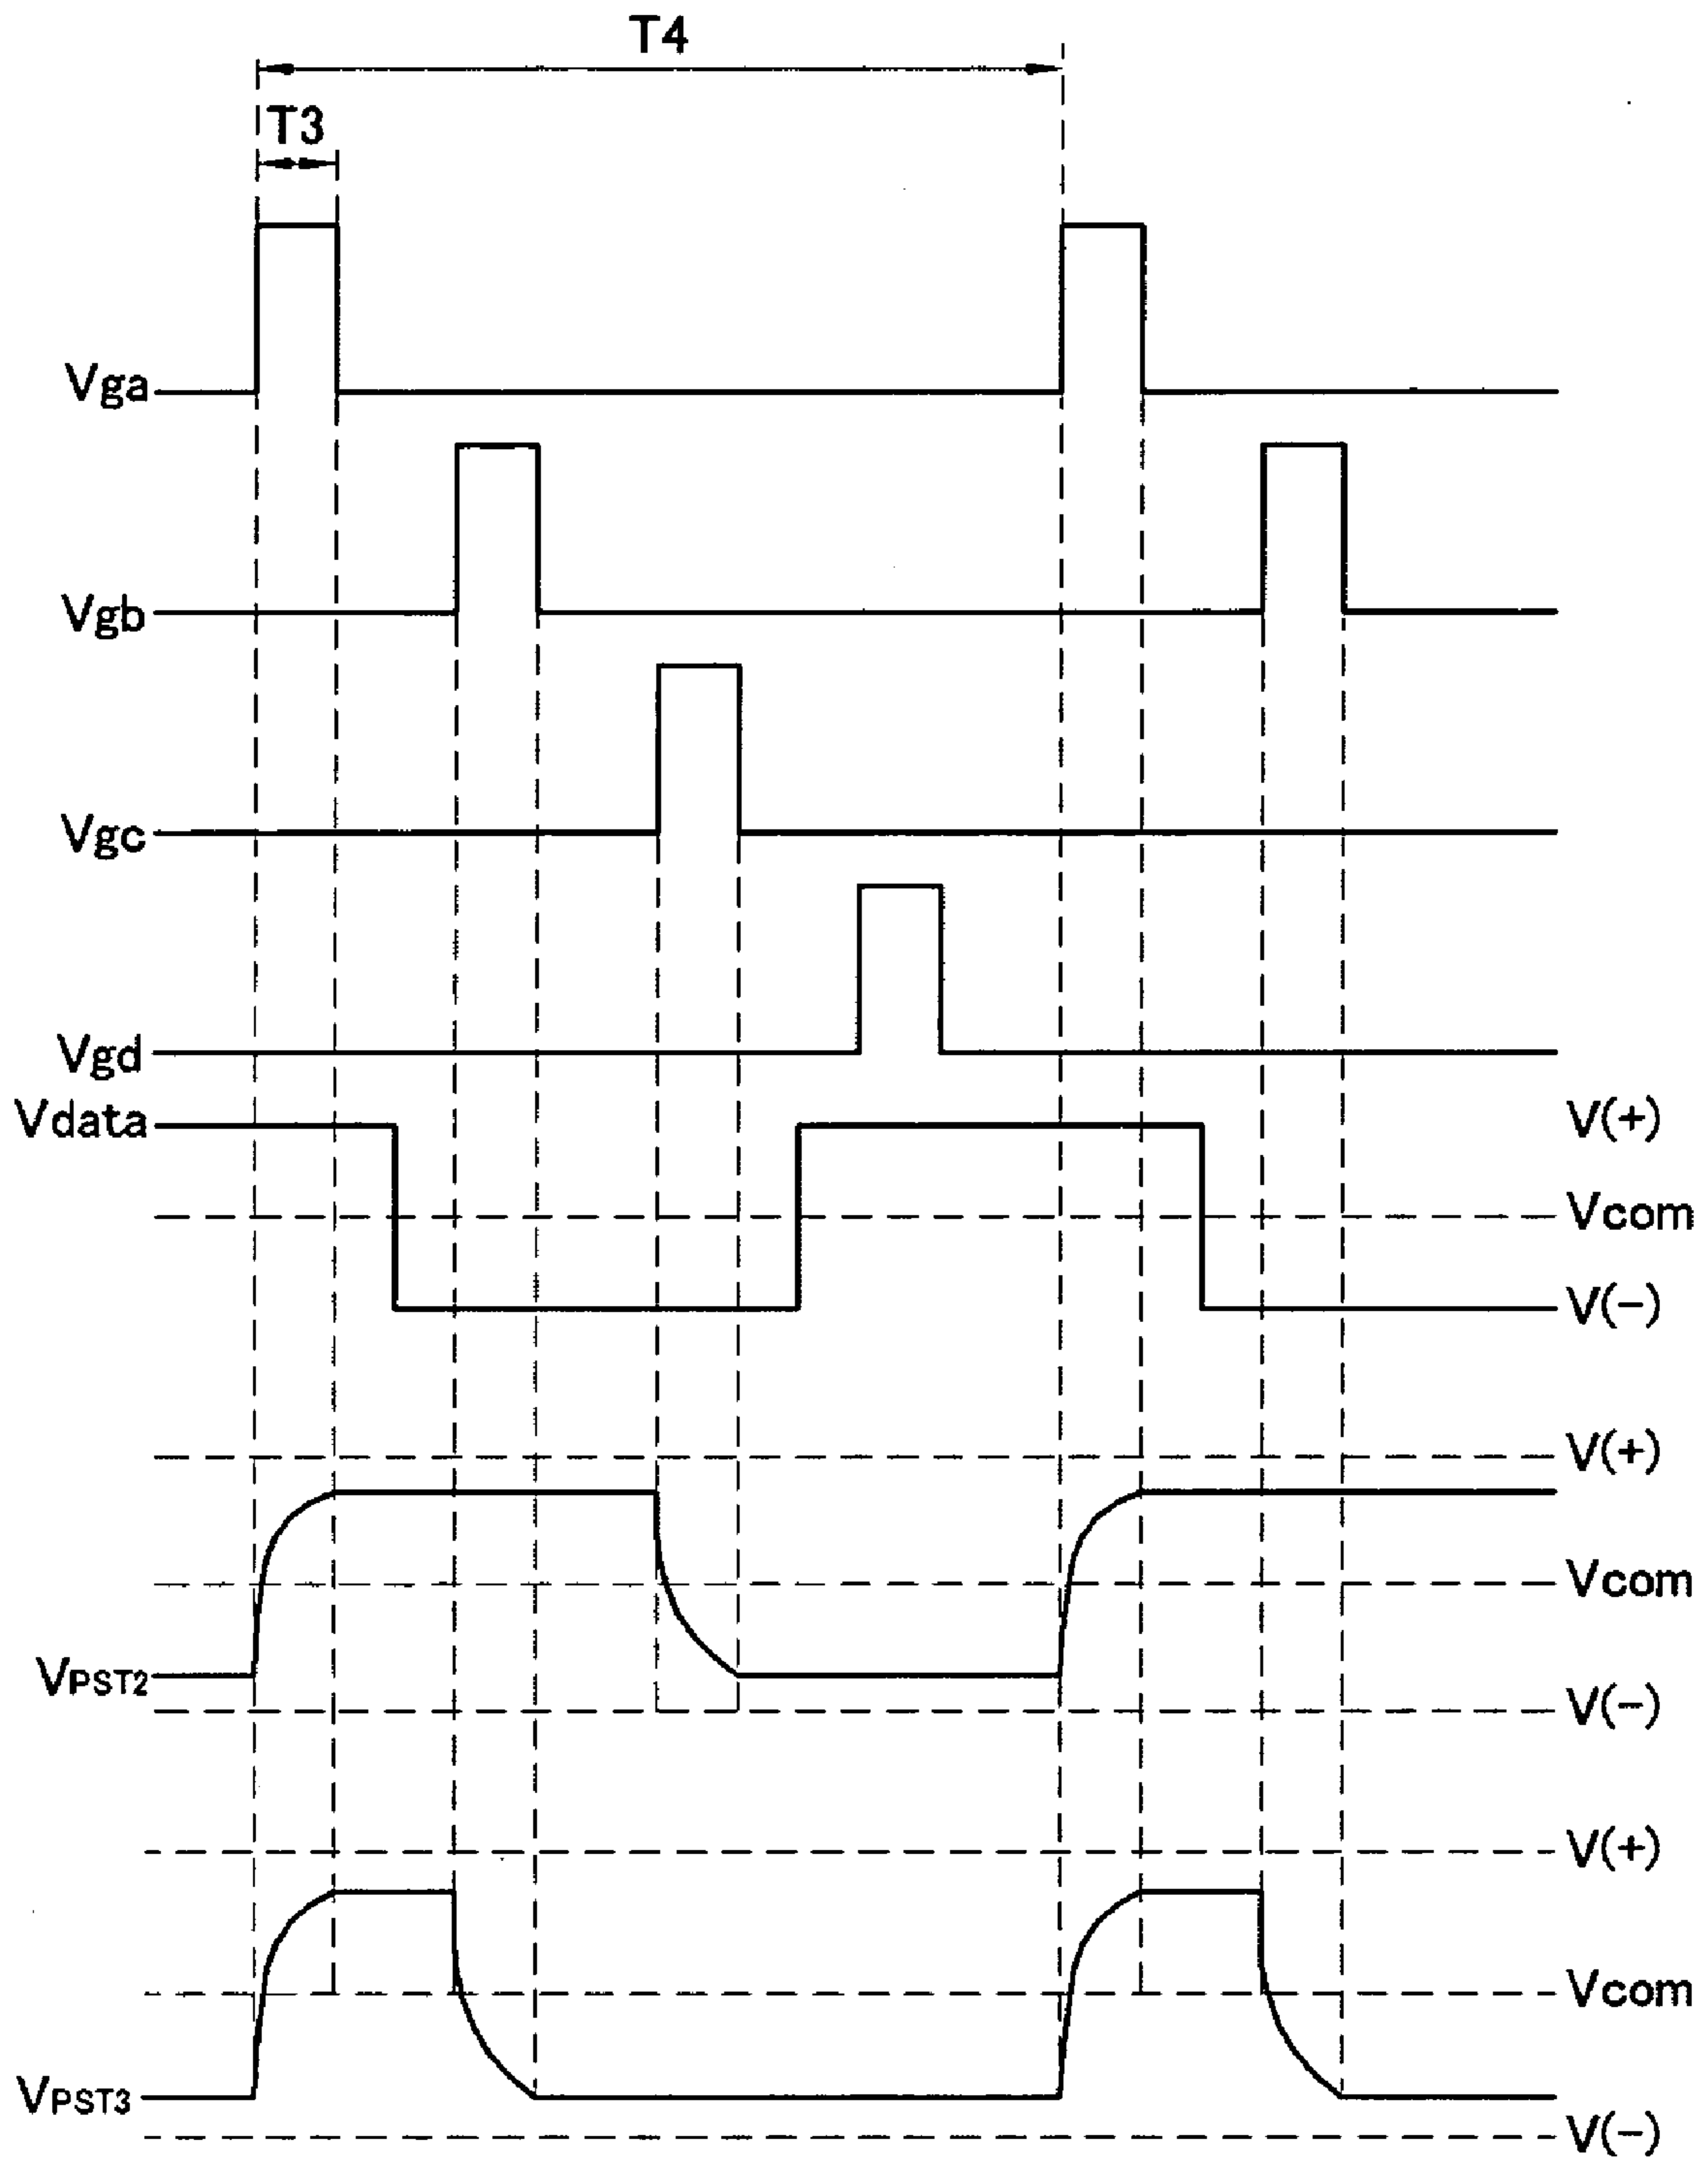 T4
T3
Vga
Vgb
Vgc
Vgd
Vdata
V(+)
Vcom
V(-)
V(+)
Vcom
VPST2
V(-)
V(+)
Vcom
VPST3
V(-)